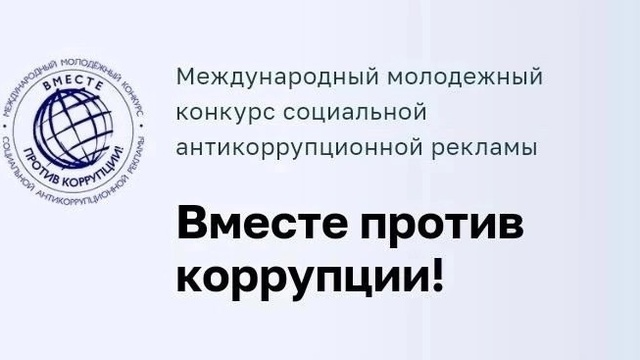 МЕЖДУНАРОДНЫЙ МОЛОДЕЖНЫЙ КОНКУРС
СОЦИАЛЬНОЙ АНТИКОРРУПЦИОННОЙ РЕКЛАМЫ
ВМЕСТЕ
ПРОТИВ КОРРУПЦИИ!
Международный молодежный
конкурс социальной
антикоррупционной рекламы
Вместе против
коррупции!